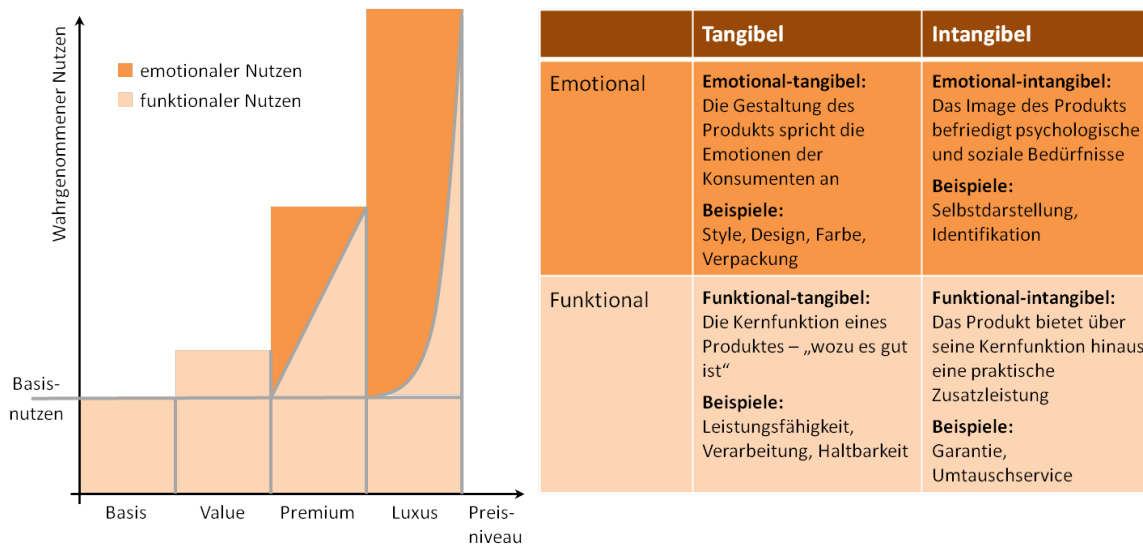 Wahrgenommener Nutzen
emotionaler Nutzen
funktionaler Nutzen
Basis-
nutzen
Basis
Value
Premium
Luxus
Preis-
niveau
Tangibel
Intangibel
Emotional
Emotional-tangibel:
Die Gestaltung des
Produkts spricht die
Emotionen der
Konsumenten an
Beispiele:
Style, Design, Farbe,
Verpackung
Emotional-intangibel:
Das Image des Produkts
befriedigt psychologische
und soziale Bedürfnisse
Beispiele:
Selbstdarstellung,
Identifikation
Funktional
Funktional-tangibel:
Die Kernfunktion eines
Produktes – „wozu es gut
ist“
Beispiele:
Leistungsfähigkeit,
Verarbeitung, Haltbarkeit
Funktional-intangibel:
Das Produkt bietet über
seine Kernfunktion hinaus
eine praktische
Zusatzleistung
Beispiele:
Garantie,
Umtauschservice